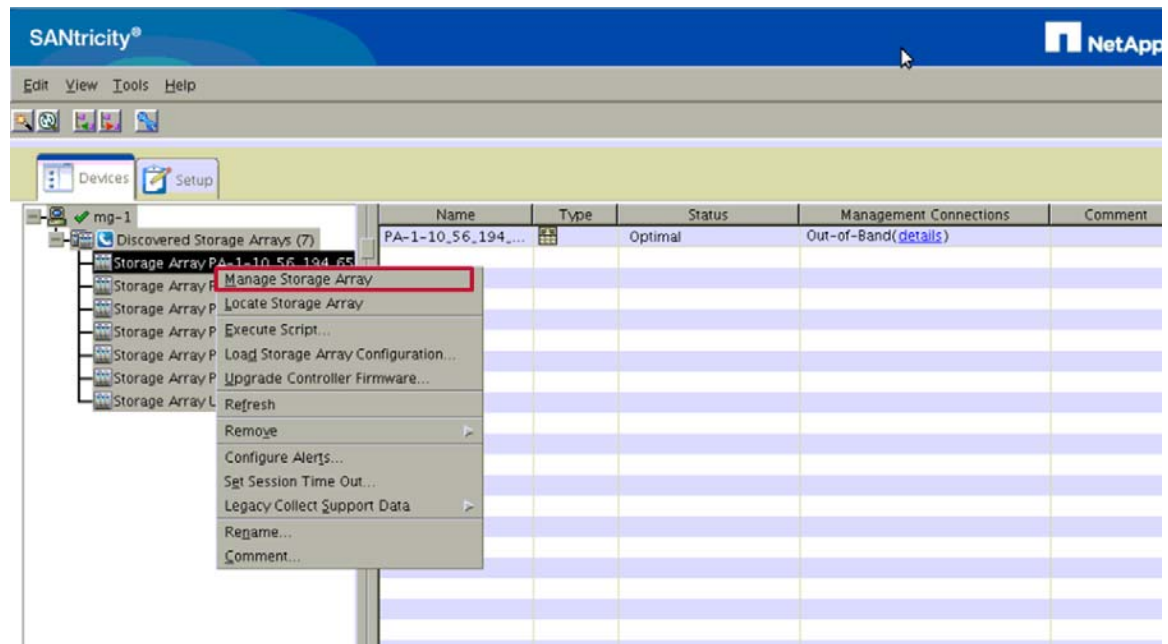 SANtricity®
NetApp
Edit View Tools Help
Devices
Setup
mg-1
Discovered Storage Arrays (7)
Storage Array PA-1-10_56_194_65
Storage Array
Storage Array P
Storage Array P
Storage Array P
Storage Array P
Storage Array L
Manage Storage Array
Locate Storage Array
Execute Script...
Load Storage Array Configuration...
Upgrade Controller Firmware...
Refresh
Remove
Configure Alerts...
Set Session Time Out...
Legacy Collect Support Data
Rename...
Comment...
Name Type Status Management Connections Comment
PA-1-10_56_194_... Optimal Out-of-Band(details)